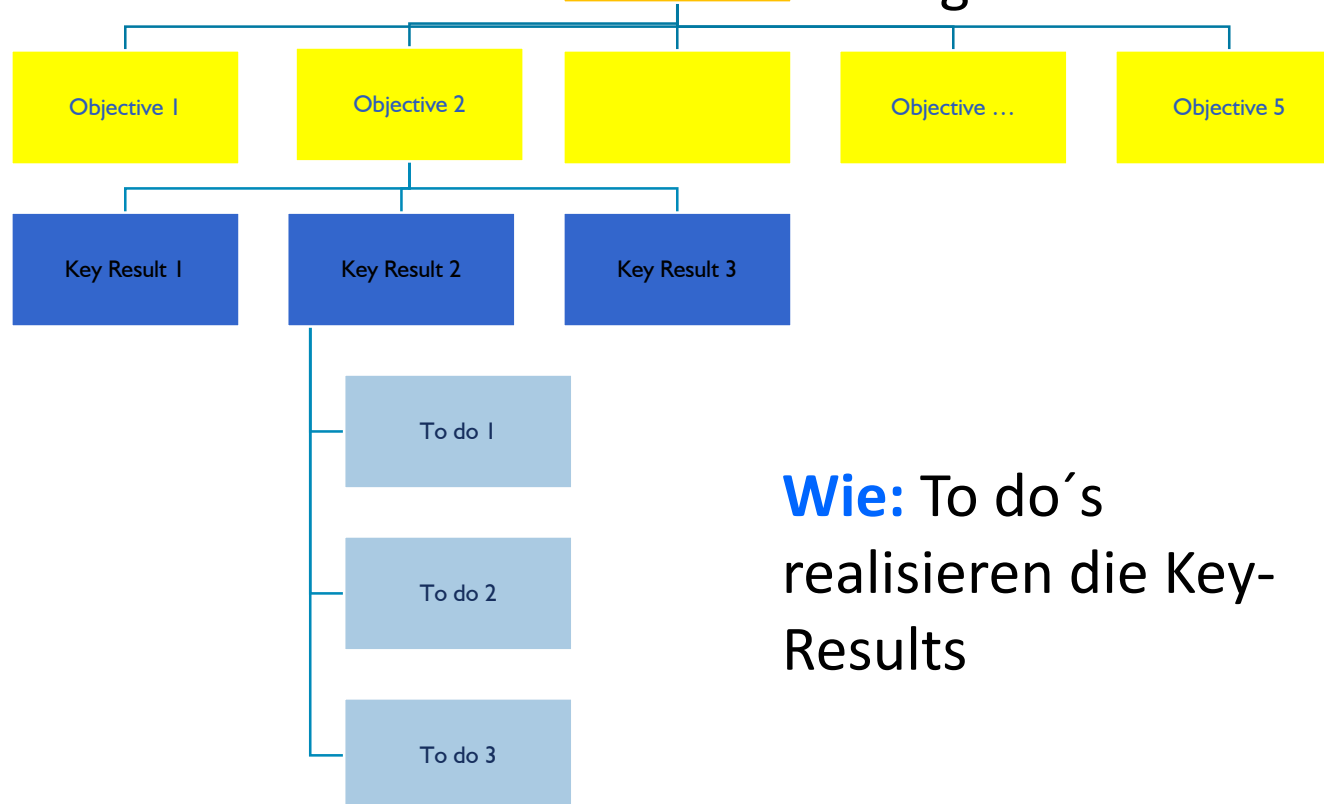 Objective 1
Objective 2
Objective …
Objective 5
Key Result 1
Key Result 2
Key Result 3
To do 1
To do 2
To do 3
Wie: To do´s
realisieren die Key-
Results